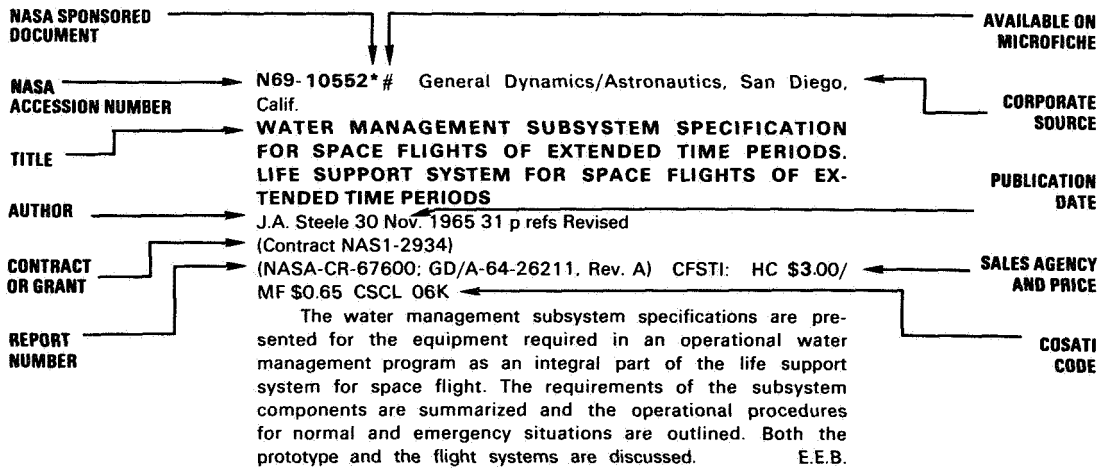 NASA SPONSORED
DOCUMENT
AVAILABLE ON
MICROFICHE
NASA
ACCESSION NUMBER
N69-10552*# General Dynamics/Astronautics, San Diego,
Calif.
CORPORATE
SOURCE
TITLE
WATER MANAGEMENT SUBSYSTEM SPECIFICATION
FOR SPACE FLIGHTS OF EXTENDED TIME PERIODS.
LIFE SUPPORT SYSTEM FOR SPACE FLIGHTS OF EX-
TENDED TIME PERIODS
PUBLICATION
DATE
AUTHOR
J.A. Steele 30 Nov. 1965 31 p refs Revised
CONTRACT
OR GRANT
(Contract NAS1-2934)
(NASA-CR-67600; GD/A-64-26211, Rev. A) CFSTI: HC $3.00/
MF $0.65 CSCL 06K
SALES AGENCY
AND PRICE
REPORT
NUMBER
COSATI
CODE
The water management subsystem specifications are pre-
sented for the equipment required in an operational water
management program as an integral part of the life support
system for space flight. The requirements of the subsystem
components are summarized and the operational procedures
for normal and emergency situations are outlined. Both the
prototype and the flight systems are discussed. E.E.B.